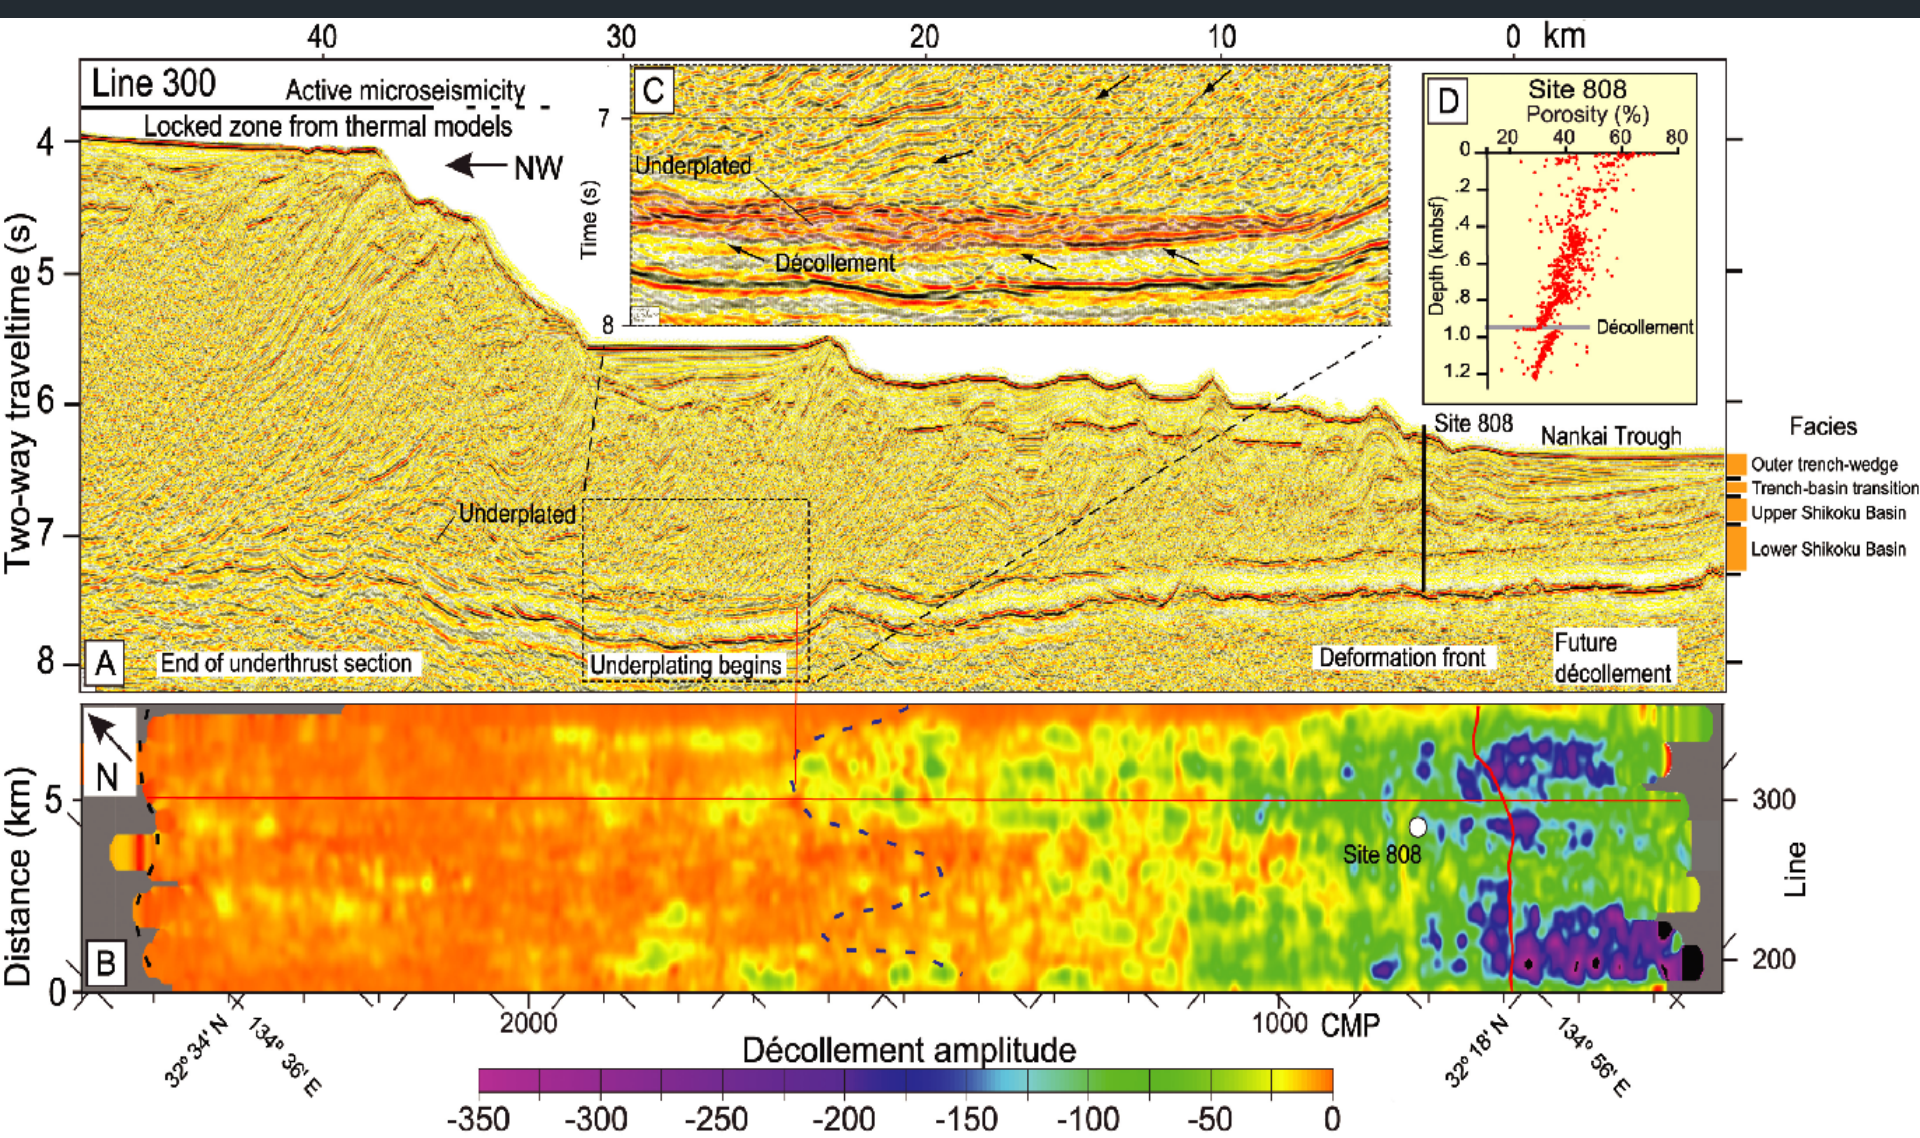 40 30 20 10 0 km
Line 300
Active microseismicity
Locked zone from thermal models
NW
Two-way traveltime (s)
4
5
6
7
8
C
7
Underplated
Time (s)
Décollement
8
D
Site 808
Porosity (%)
20 40 60 80
Depth (kmbsf)
0
.2
.4
.6
.8
1.0
1.2
Décollement
Site 808
Nankai Trough
Facies
Outer trench-wedge
Trench-basin transition
Upper Shikoku Basin
Lower Shikoku Basin
Underplated
A
End of underthrust section
Underplating begins
Deformation front
Future
décollement
N
Distance (km)
5
0
B
Site 808
300
Line
200
2000 1000 CMP
32º 34' N
134º 36' E
32º 18' N
134º 56' E
Décollement amplitude
-350 -300 -250 -200 -150 -100 -50 0